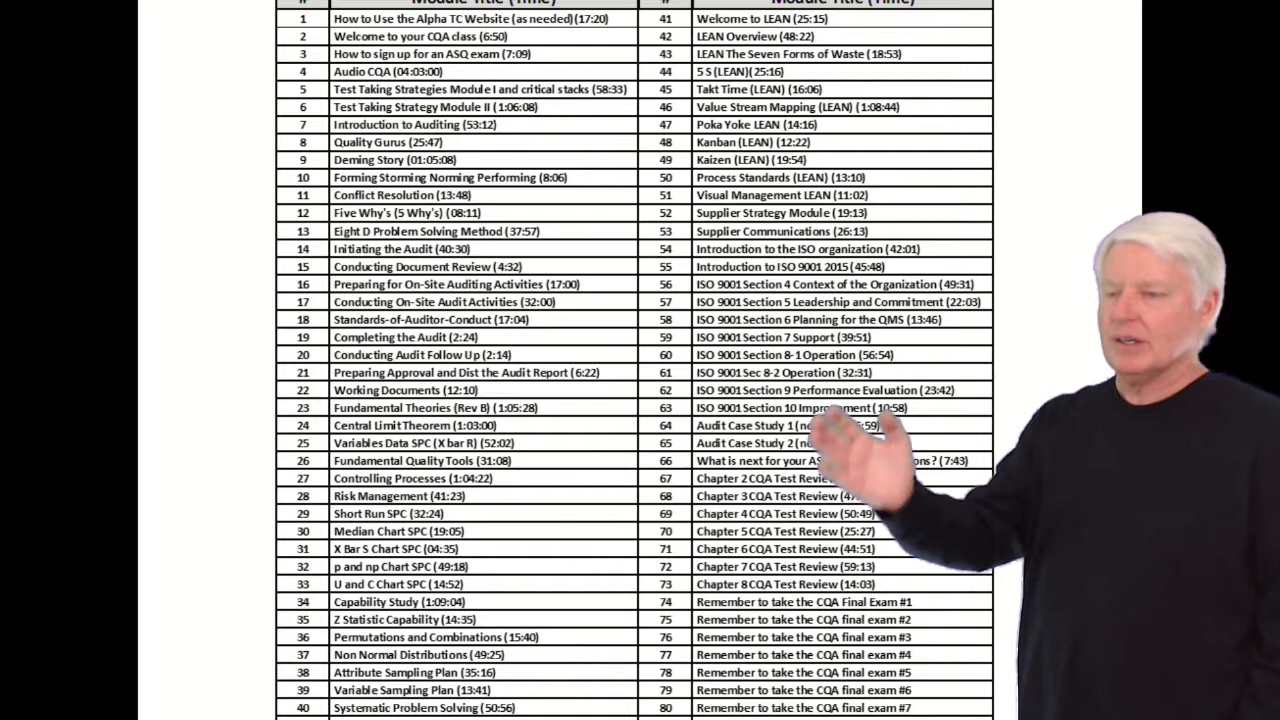 # Module Title (Time) # Module Title (Time)
1 How to Use the Alpha TC Website (as needed)(17:20) 41 Welcome to LEAN (25:15)
2 Welcome to your CQA class (6:50) 42 LEAN Overview (48:22)
3 How to sign up for an ASQ exam (7:09) 43 LEAN The Seven Forms of Waste (18:53)
4 Audio CQA (04:03:00) 44 5 S (LEAN)(25:16)
5 Test Taking Strategies Module I and critical stacks (58:33) 45 Takt Time (LEAN) (16:06)
6 Test Taking Strategy Module II (1:06:08) 46 Value Stream Mapping (LEAN) (1:08:44)
7 Introduction to Auditing (53:12) 47 Poka Yoke LEAN (14:16)
8 Quality Gurus (25:47) 48 Kanban (LEAN) (12:22)
9 Deming Story (01:05:08) 49 Kaizen (LEAN) (19:54)
10 Forming Storming Norming Performing (8:06) 50 Process Standards (LEAN) (13:10)
11 Conflict Resolution (13:48) 51 Visual Management LEAN (11:02)
12 Five Why's (5 Why's) (08:11) 52 Supplier Strategy Module (19:13)
13 Eight D Problem Solving Method (37:57) 53 Supplier Communications (26:13)
14 Initiating the Audit (40:30) 54 Introduction to the ISO organization (42:01)
15 Conducting Document Review (4:32) 55 Introduction to ISO 9001 2015 (45:48)
16 Preparing for On-Site Auditing Activities (17:00) 56 ISO 9001 Section 4 Context of the Organization (49:31)
17 Conducting On-Site Audit Activities (32:00) 57 ISO 9001 Section 5 Leadership and Commitment (22:03)
18 Standards-of-Auditor-Conduct (17:04) 58 ISO 9001 Section 6 Planning for the QMS (13:46)
19 Completing the Audit (2:24) 59 ISO 9001 Section 7 Support (39:51)
20 Conducting Audit Follow Up (2:14) 60 ISO 9001 Section 8-1 Operation (56:54)
21 Preparing Approval and Dist the Audit Report (6:22) 61 ISO 9001 Sec 8-2 Operation (32:31)
22 Working Documents (12:10) 62 ISO 9001 Section 9 Performance Evaluation (23:42)
23 Fundamental Theories (Rev B) (1:05:28) 63 ISO 9001 Section 10 Improvement (10:58)
24 Central Limit Theorem (1:03:00) 64 Audit Case Study 1
25 Variables Data SPC (X bar R) (52:02) 65 Audit Case Study 2
26 Fundamental Quality Tools (31:08) 66 What is next for your (7:43)
27 Controlling Processes (1:04:22) 67 Chapter 2 CQA Test Review
28 Risk Management (41:23) 68 Chapter 3 CQA Test Review
29 Short Run SPC (32:24) 69 Chapter 4 CQA Test Review (50:49)
30 Median Chart SPC (19:05) 70 Chapter 5 CQA Test Review (25:27)
31 X Bar S Chart SPC (04:35) 71 Chapter 6 CQA Test Review (44:51)
32 p and np Chart SPC (49:18) 72 Chapter 7 CQA Test Review (59:13)
33 U and C Chart SPC (14:52) 73 Chapter 8 CQA Test Review (14:03)
34 Capability Study (1:09:04) 74 Remember to take the CQA Final Exam #1
35 Z Statistic Capability (14:35) 75 Remember to take the CQA final exam #2
36 Permutations and Combinations (15:40) 76 Remember to take the CQA final exam #3
37 Non Normal Distributions (49:25) 77 Remember to take the CQA final exam #4
38 Attribute Sampling Plan (35:16) 78 Remember to take the CQA final exam #5
39 Variable Sampling Plan (13:41) 79 Remember to take the CQA final exam #6
40 Systematic Problem Solving (50:56) 80 Remember to take the CQA final exam #7